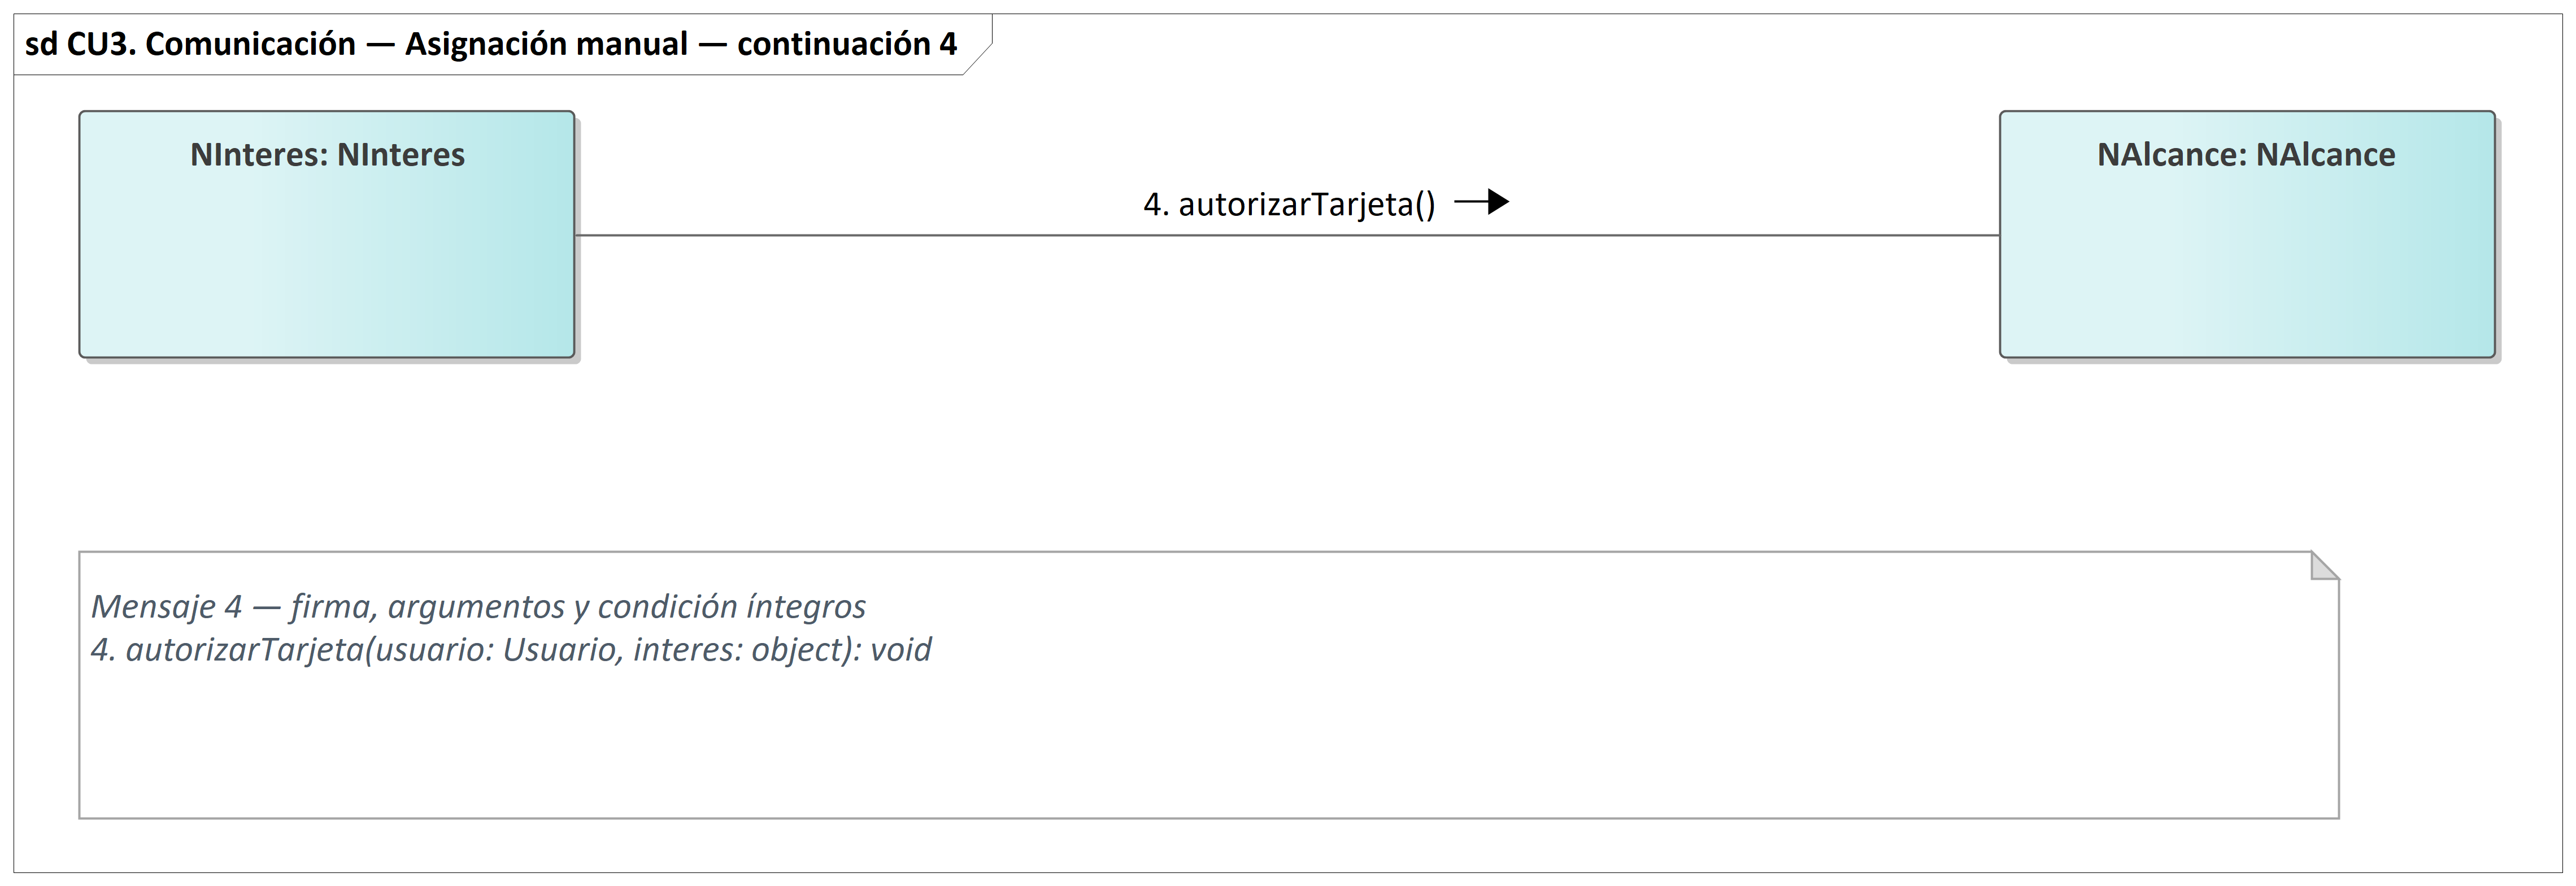 sd CU3. Comunicación — Asignación manual — continuación 4
NInteres: NInteres
NAlcance: NAlcance
4. autorizarTarjeta()
Mensaje 4 — firma, argumentos y condición íntegros
4. autorizarTarjeta(usuario: Usuario, interes: object): void